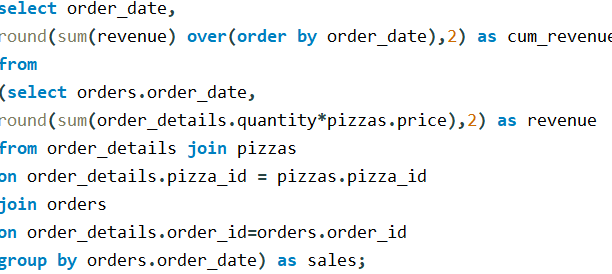 select order_date,
round(sum(revenue) over(order by order_date),2) as cum_revenue
from
(select orders.order_date,
round(sum(order_details.quantity*pizzas.price),2) as revenue
from order_details join pizzas
on order_details.pizza_id = pizzas.pizza_id
join orders
on order_details.order_id=orders.order_id
group by orders.order_date) as sales;